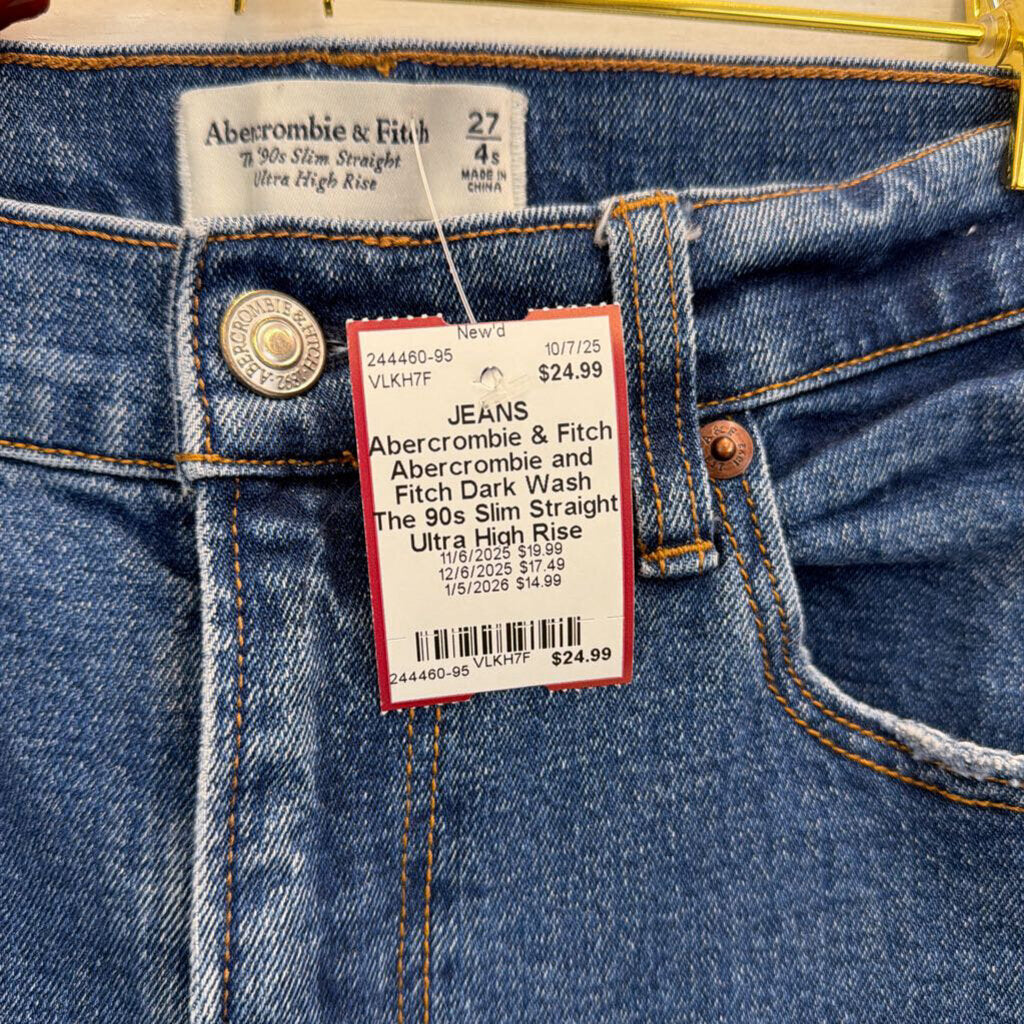 Abercrombie & Fitch
'90s Slim Straight
Ultra High Rise
27
4s
MADE IN
CHINA
ABERCROMBIE & FITCH · 1892 ·
New'd
244460-95 10/7/25
VLKH7F $24.99
JEANS
Abercrombie & Fitch
Abercrombie and
Fitch Dark Wash
The 90s Slim Straight
Ultra High Rise
11/6/2025 $19.99
12/6/2025 $17.49
1/5/2026 $14.99
244460-95 VLKH7F $24.99